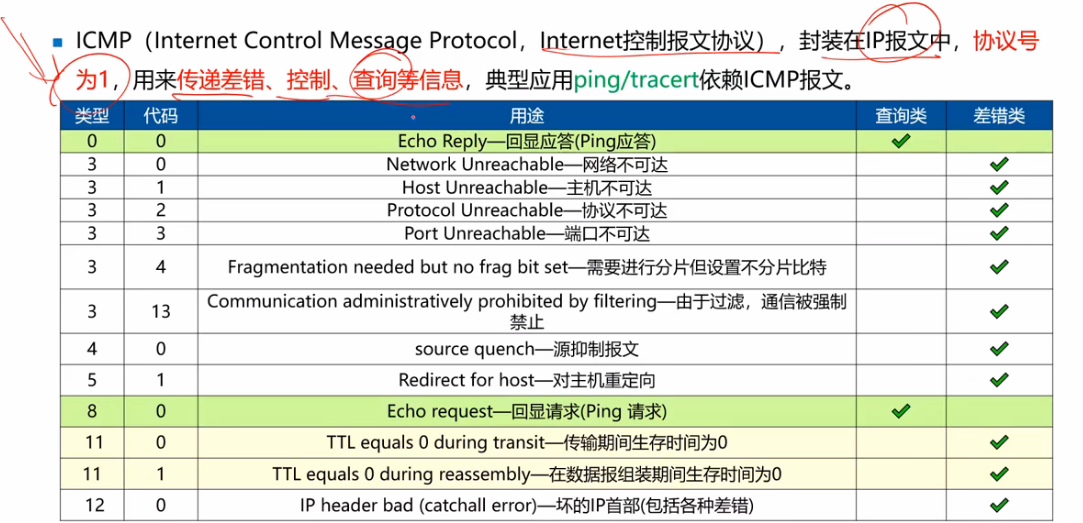 ▪ ICMP（Internet Control Message Protocol，Internet控制报文协议），封装在IP报文中，协议号
为1，用来传递差错、控制、查询等信息，典型应用ping/tracert依赖ICMP报文。
类型 代码 用途 查询类 差错类
0 0 Echo Reply—回显应答(Ping应答) ✔
3 0 Network Unreachable—网络不可达 ✔
3 1 Host Unreachable—主机不可达 ✔
3 2 Protocol Unreachable—协议不可达 ✔
3 3 Port Unreachable—端口不可达 ✔
3 4 Fragmentation needed but no frag bit set—需要进行分片但设置不分片比特 ✔
3 13 Communication administratively prohibited by filtering—由于过滤，通信被强制
禁止 ✔
4 0 source quench—源抑制报文 ✔
5 1 Redirect for host—对主机重定向 ✔
8 0 Echo request—回显请求(Ping 请求) ✔
11 0 TTL equals 0 during transit—传输期间生存时间为0 ✔
11 1 TTL equals 0 during reassembly—在数据报组装期间生存时间为0 ✔
12 0 IP header bad (catchall error)—坏的IP首部(包括各种差错) ✔